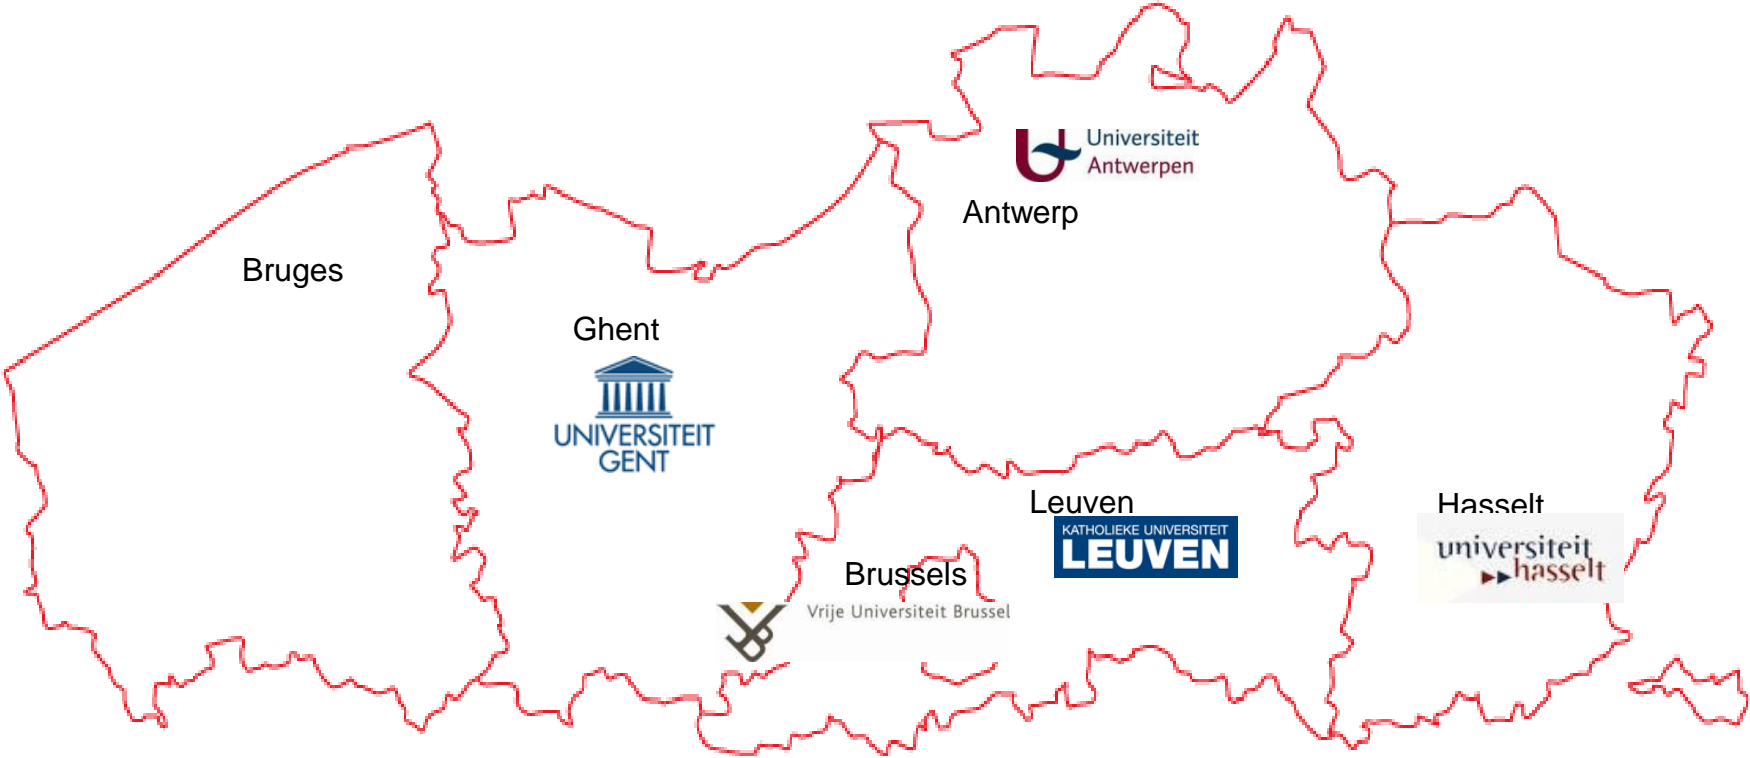 Universiteit
Antwerpen
Antwerp
Bruges
Ghent
UNIVERSITEIT
GENT
Leuven
KATHOLIEKE UNIVERSITEIT
LEUVEN
Hasselt
universiteit
hasselt
Brussels
Vrije Universiteit Brussel